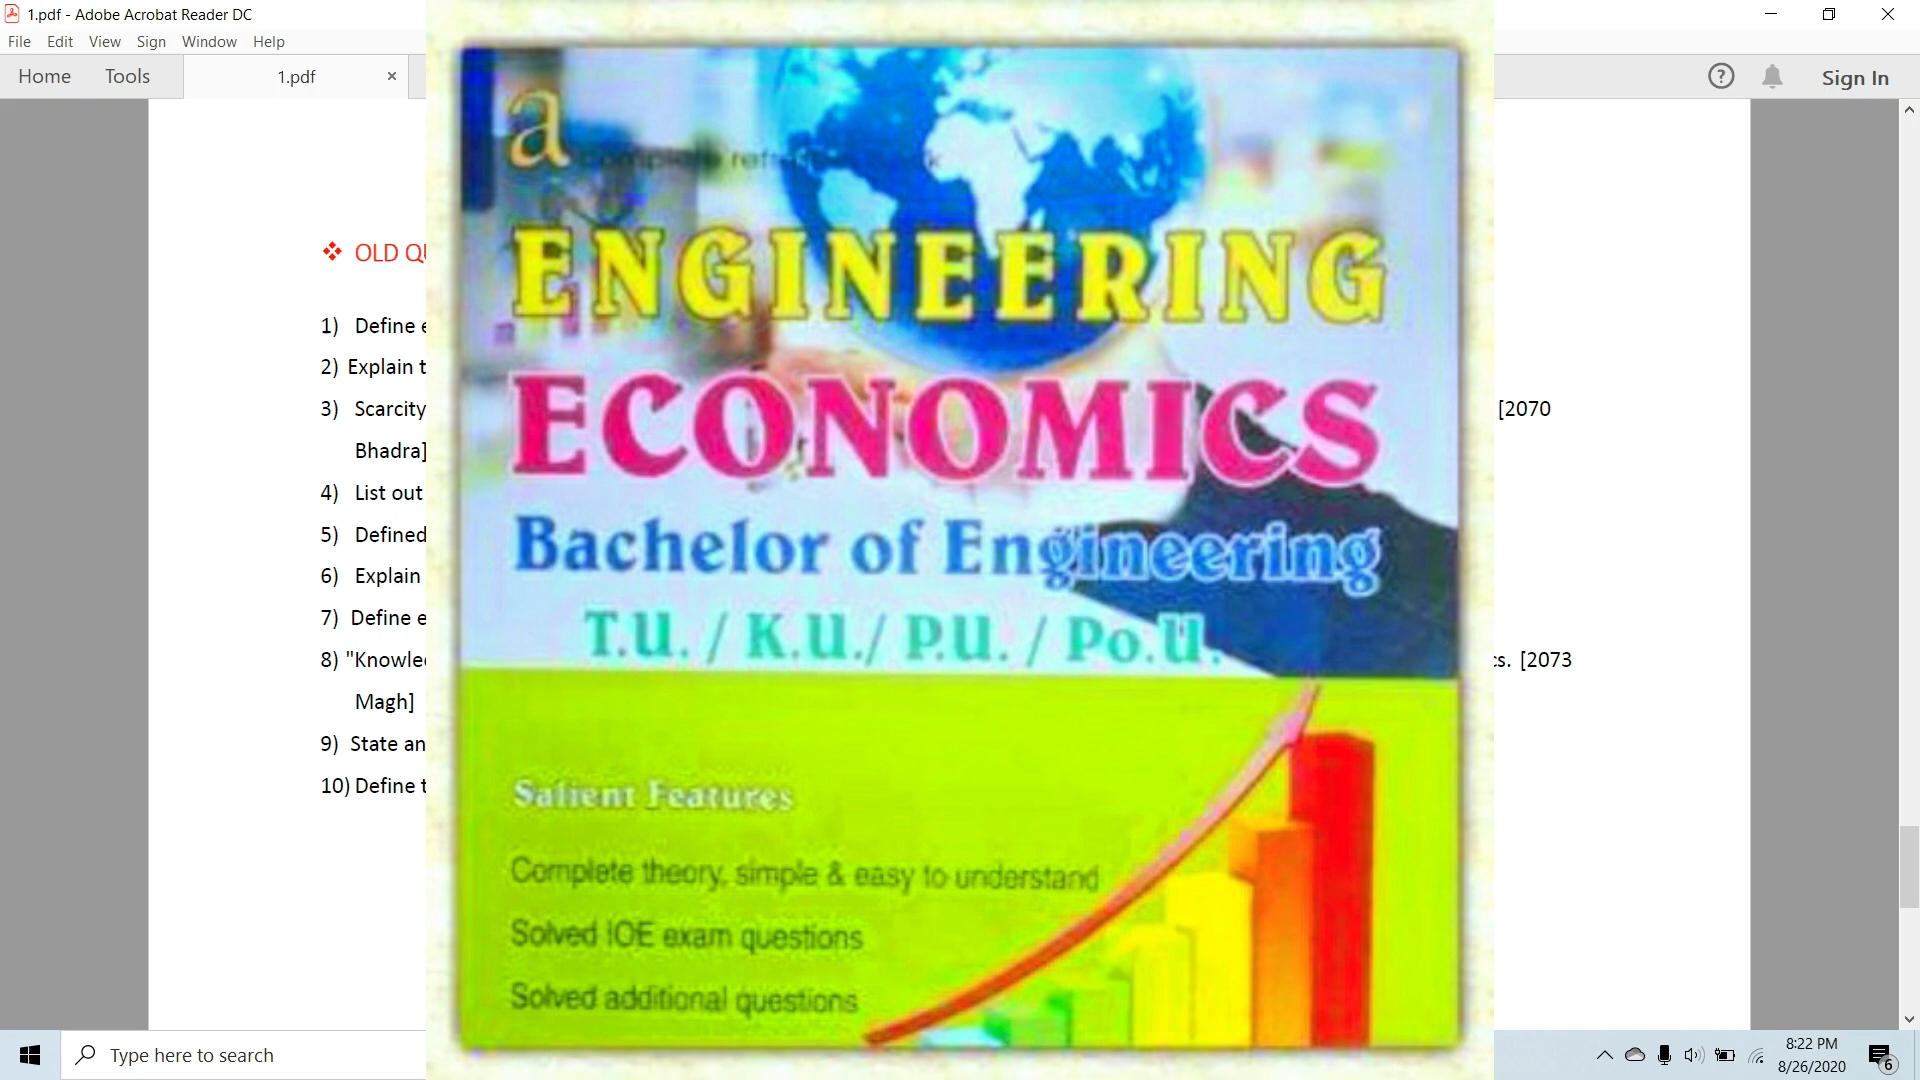 1.pdf - Adobe Acrobat Reader DC
File Edit View Sign Window Help
Home Tools 1.pdf × ? Sign In
a complete
ENGINEERING
ECONOMICS
Bachelor of Engineering
T.U. / K.U./ P.U. / Po.U.
Salient Features
Complete theory, simple & easy to understand
Solved IOE exam questions
Solved additional questions
❖ OLD QU
1) Define e
2) Explain t
3) Scarcity [2070
Bhadra]
4) List out
5) Defined
6) Explain
7) Define e
8) "Knowled cs. [2073
Magh]
9) State an
10) Define t
Type here to search
8:22 PM
8/26/2020
6